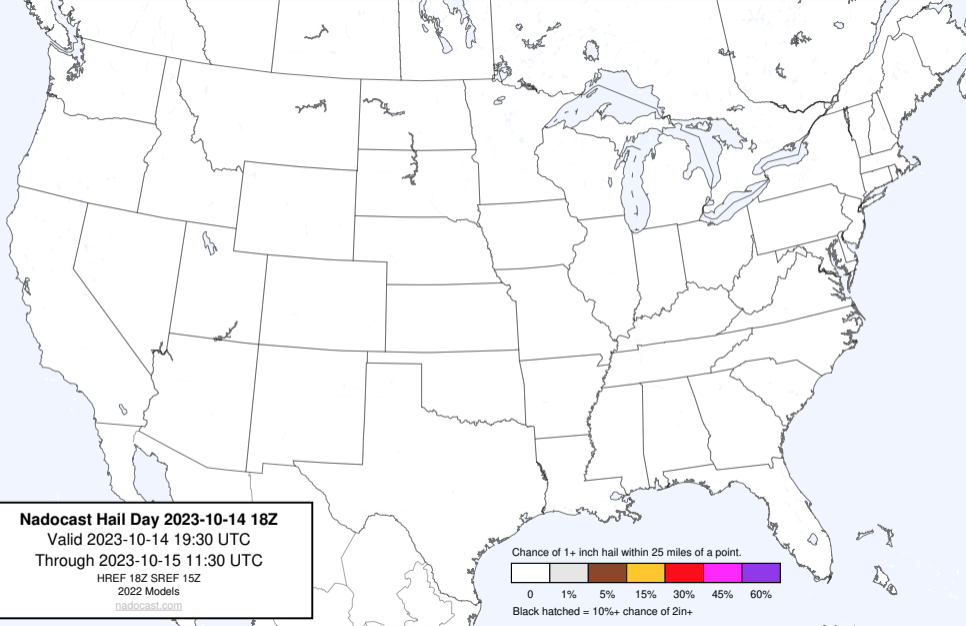 Nadocast Hail Day 2023-10-14 18Z
Valid 2023-10-14 19:30 UTC
Through 2023-10-15 11:30 UTC
HREF 18Z SREF 15Z
2022 Models
nadocast.com
Chance of 1+ inch hail within 25 miles of a point.
0 1% 5% 15% 30% 45% 60%
Black hatched = 10%+ chance of 2in+